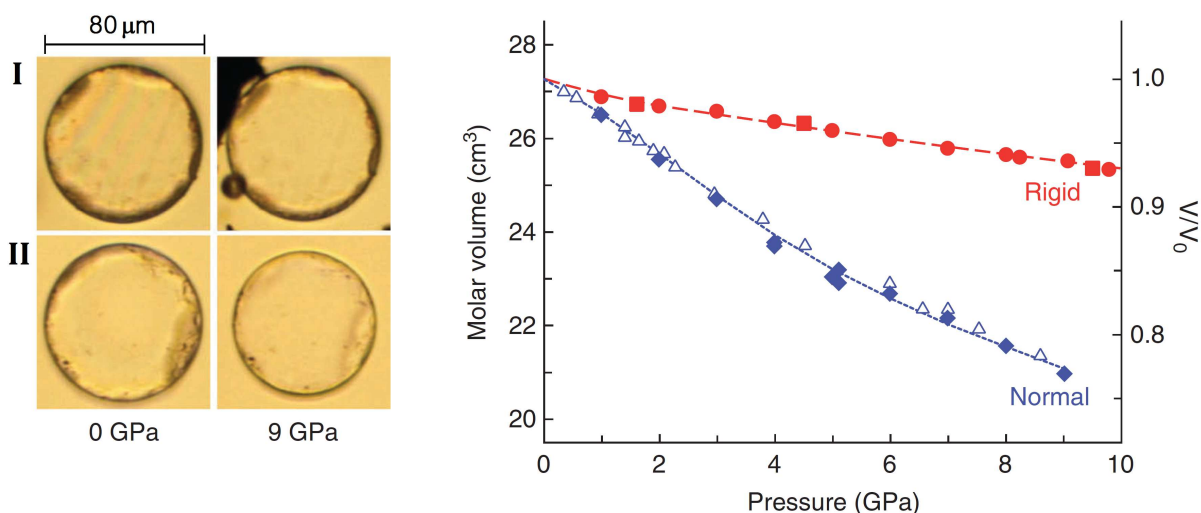 80 μm
I
II
0 GPa
9 GPa
Molar volume (cm³)
28
26
24
22
20
0
2
4
6
8
10
Pressure (GPa)
1.0
0.9
0.8
V/V₀
Rigid
Normal